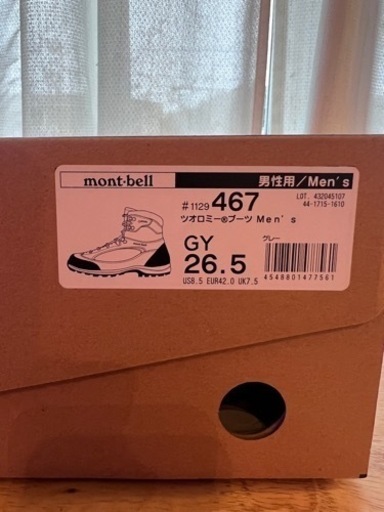 mont·bell
男性用/Men's
#1129 467
LOT. 432045107
44-1715-1610
ツオロミー®ブーツ Men's
GY
グレー
26.5
US8.5 EUR42.0 UK7.5
4548801477561